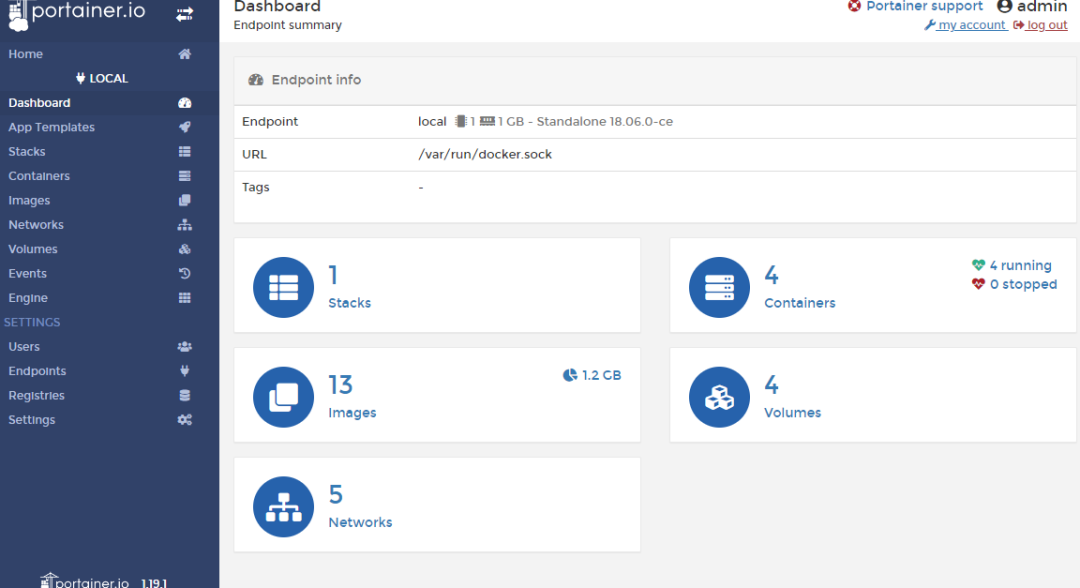 portainer.io
Home
LOCAL
Dashboard
App Templates
Stacks
Containers
Images
Networks
Volumes
Events
Engine
SETTINGS
Users
Endpoints
Registries
Settings
portainer.io 1.19.1
Dashboard
Endpoint summary
Portainer support admin
my account log out
Endpoint info
Endpoint local 1 1 GB - Standalone 18.06.0-ce
URL /var/run/docker.sock
Tags -
1
Stacks
4
Containers
4 running
0 stopped
13
Images
1.2 GB
4
Volumes
5
Networks